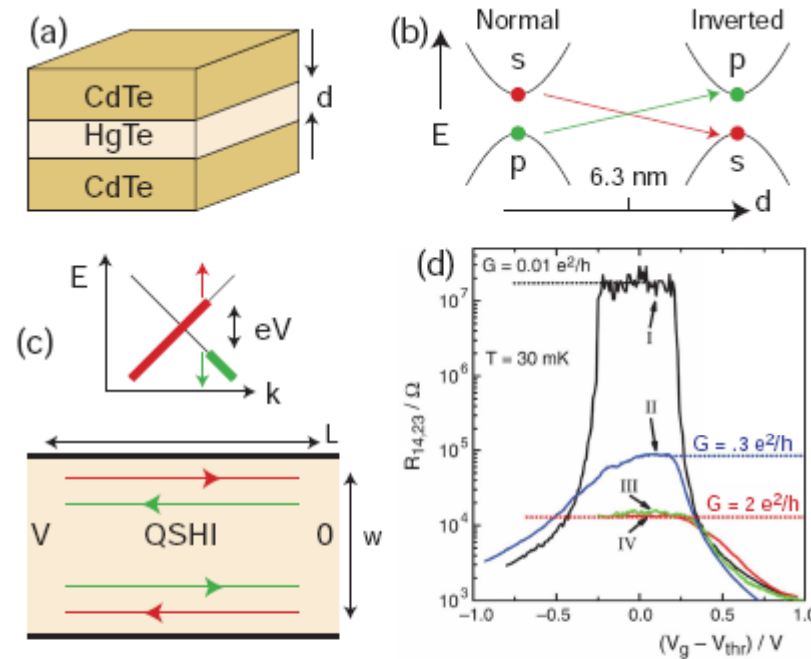 (a)
CdTe
HgTe
CdTe
d
(b)
Normal
Inverted
s
p
E
p
s
6.3 nm
d
(c)
E
eV
k
L
V
QSHI
0
w
(d)
G = 0.01 e²/h
T = 30 mK
I
II
G = .3 e²/h
III
G = 2 e²/h
IV
R₁₄,₂₃ / Ω
10⁷
10⁶
10⁵
10⁴
10³
−1.0 −0.5 0.0 0.5 1.0
(Vg − Vthr) / V